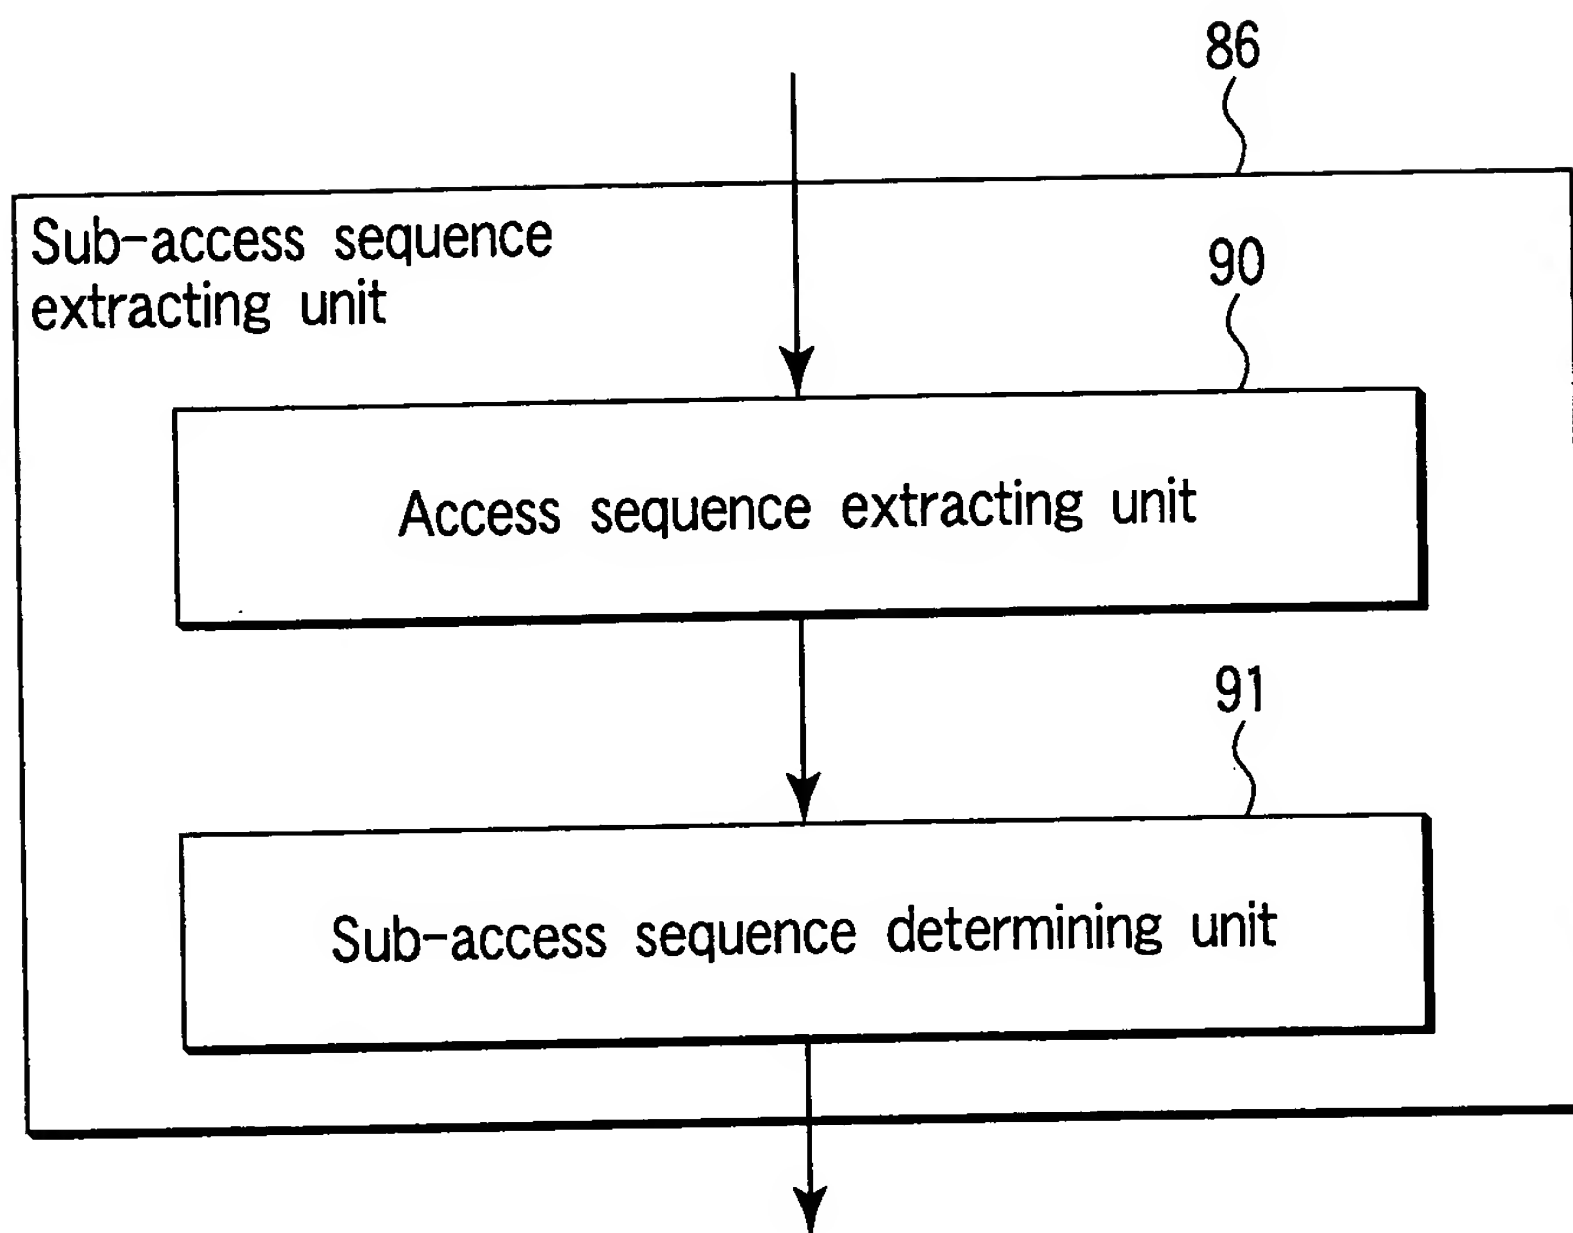 86
Sub-access sequence
extracting unit
90
Access sequence extracting unit
91
Sub-access sequence determining unit